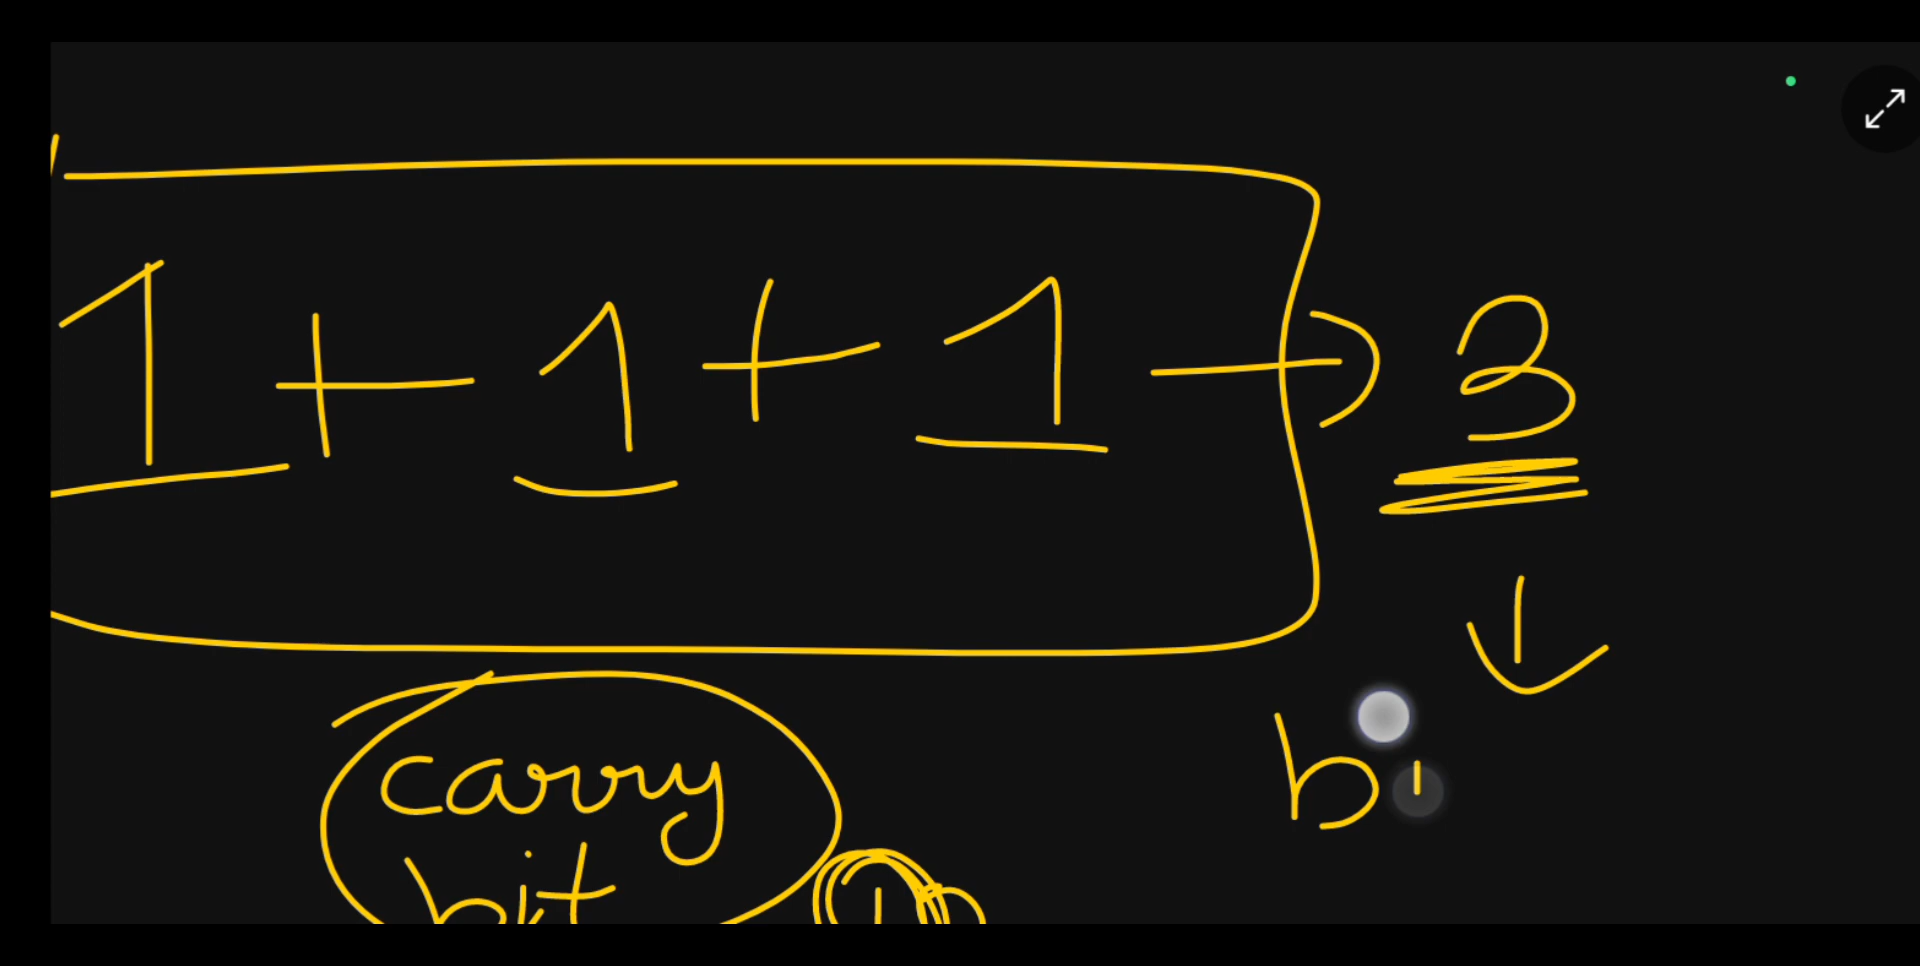 1 + 1 + 1 → 3
↓
carry
bit